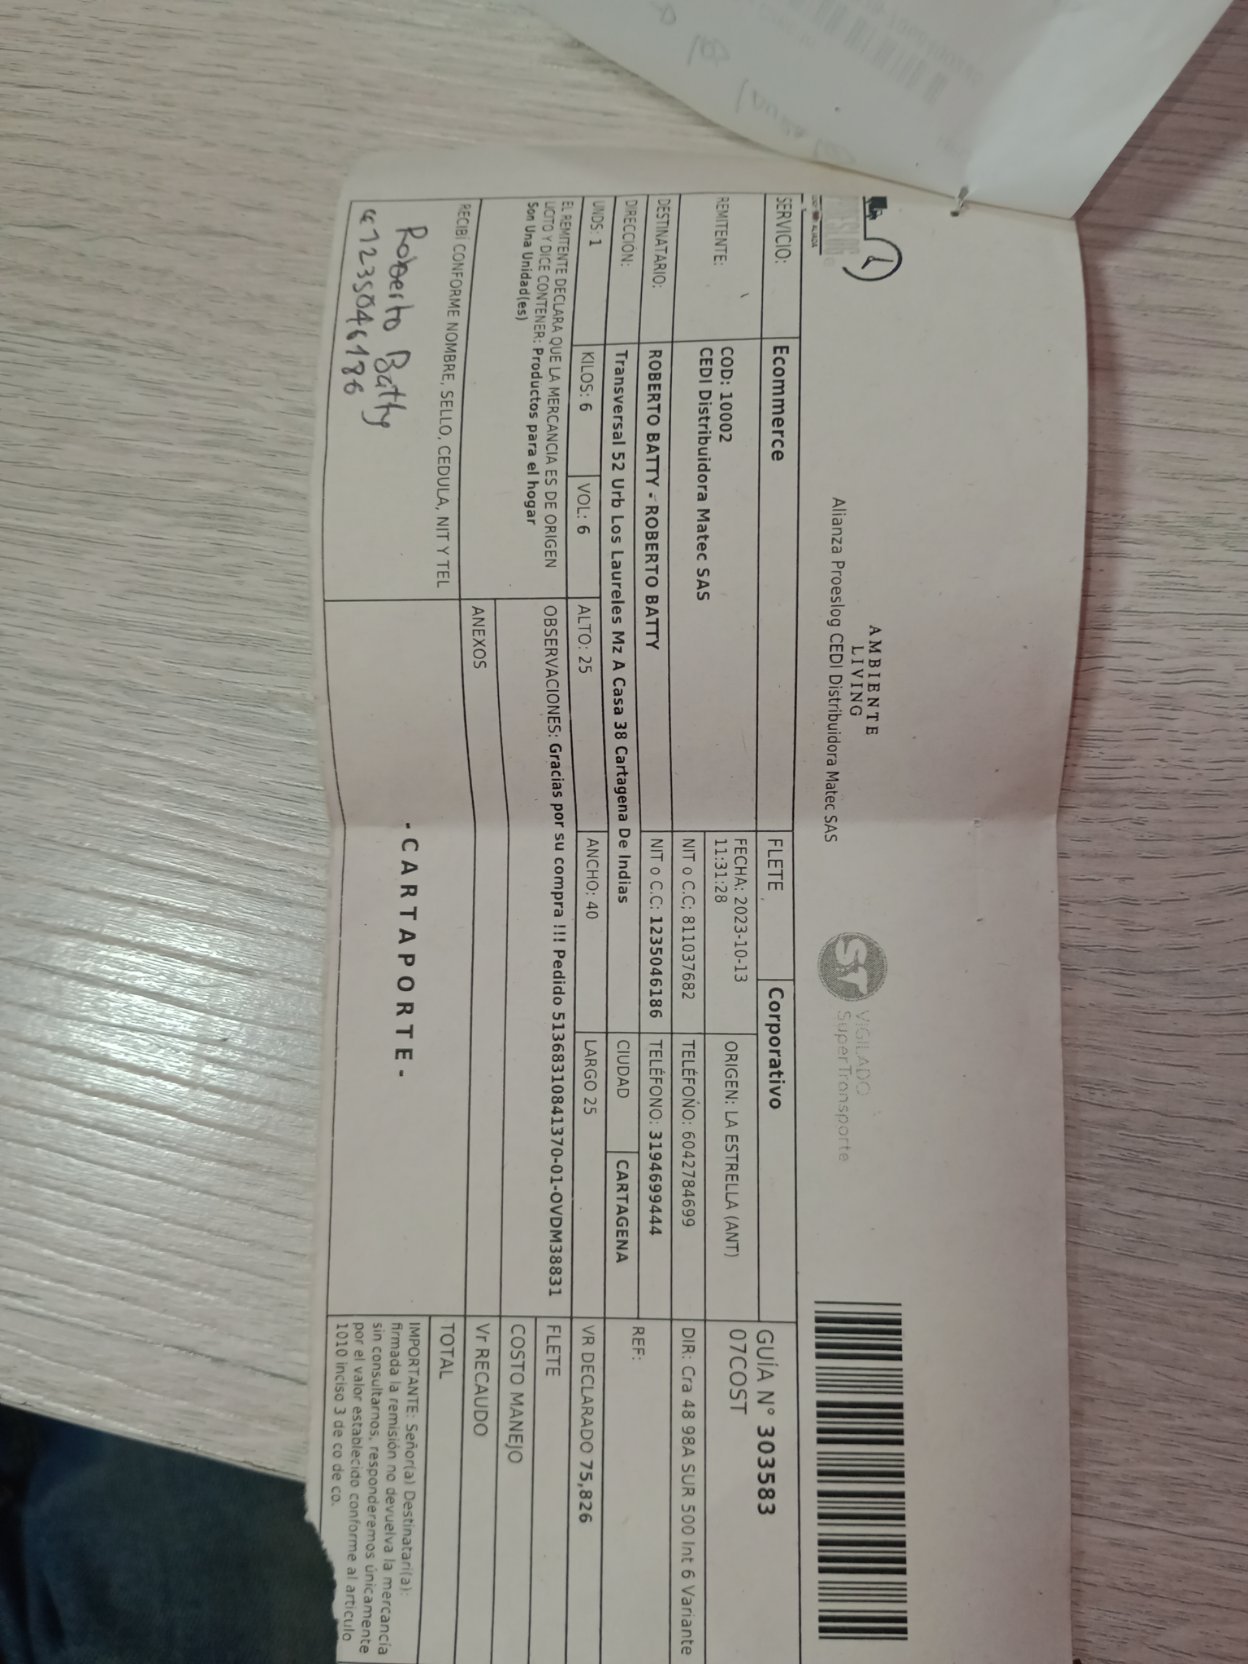 AMBIENTE
LIVING
Alianza Proeslog CEDI Distribuidora Matec SAS
VIGILADO
SuperTransporte
SERVICIO: Ecommerce FLETE Corporativo
GUÍA N° 303583
07COST
REMITENTE: COD: 10002
CEDI Distribuidora Matec SAS
FECHA: 2023-10-13
11:31:28
ORIGEN: LA ESTRELLA (ANT)
NIT o C.C: 811037682 TELÉFONO: 6042784699 DIR: Cra 48 98A SUR 500 Int 6 Variante
DESTINATARIO: ROBERTO BATTY - ROBERTO BATTY NIT o C.C: 1235046186 TELÉFONO: 3194699444
REF:
DIRECCIÓN: Transversal 52 Urb Los Laureles Mz A Casa 38 Cartagena De Indias CIUDAD CARTAGENA
UNDS: 1 KILOS: 6 VOL: 6 ALTO: 25 ANCHO: 40 LARGO 25 VR DECLARADO 75,826
EL REMITENTE DECLARA QUE LA MERCANCIA ES DE ORIGEN
LICITO Y DICE CONTENER: Productos para el hogar
Son Una Unidad(es)
OBSERVACIONES: Gracias por su compra !!! Pedido 51368310841370-01-OVDM38831
FLETE
COSTO MANEJO
ANEXOS
Vr RECAUDO
TOTAL
RECIBÍ CONFORME NOMBRE, SELLO, CEDULA, NIT Y TEL
Roberto Batty
cc 1235046186
- CARTAPORTE -
IMPORTANTE: Señor(a) Destinatari(a):
firmada la remisión no devuelva la mercancía
sin consultarnos, responderemos únicamente
por el valor establecido conforme al articulo
1010 inciso 3 de co de co.